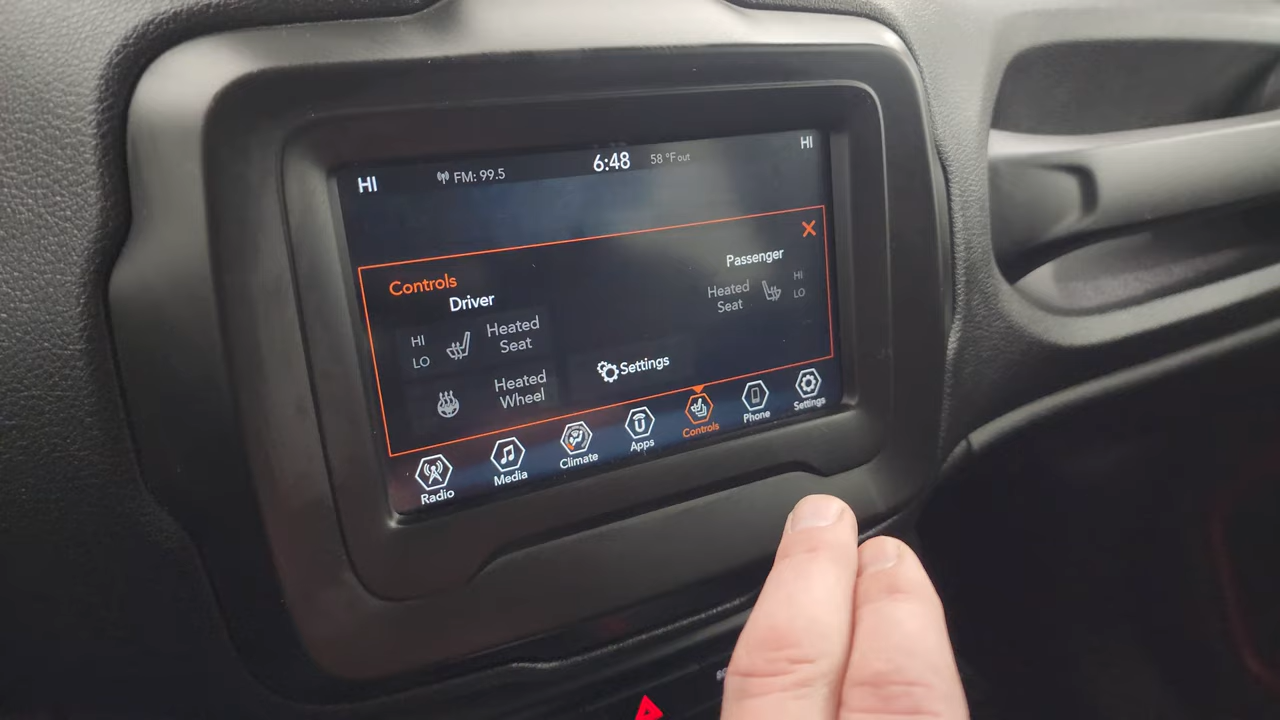 HI
FM: 99.5
6:48
58 °F out
HI
Controls
Driver
HI
LO
Heated
Seat
Heated
Wheel
Settings
Passenger
Heated
Seat
HI
LO
Radio
Media
Climate
Apps
Controls
Phone
Settings